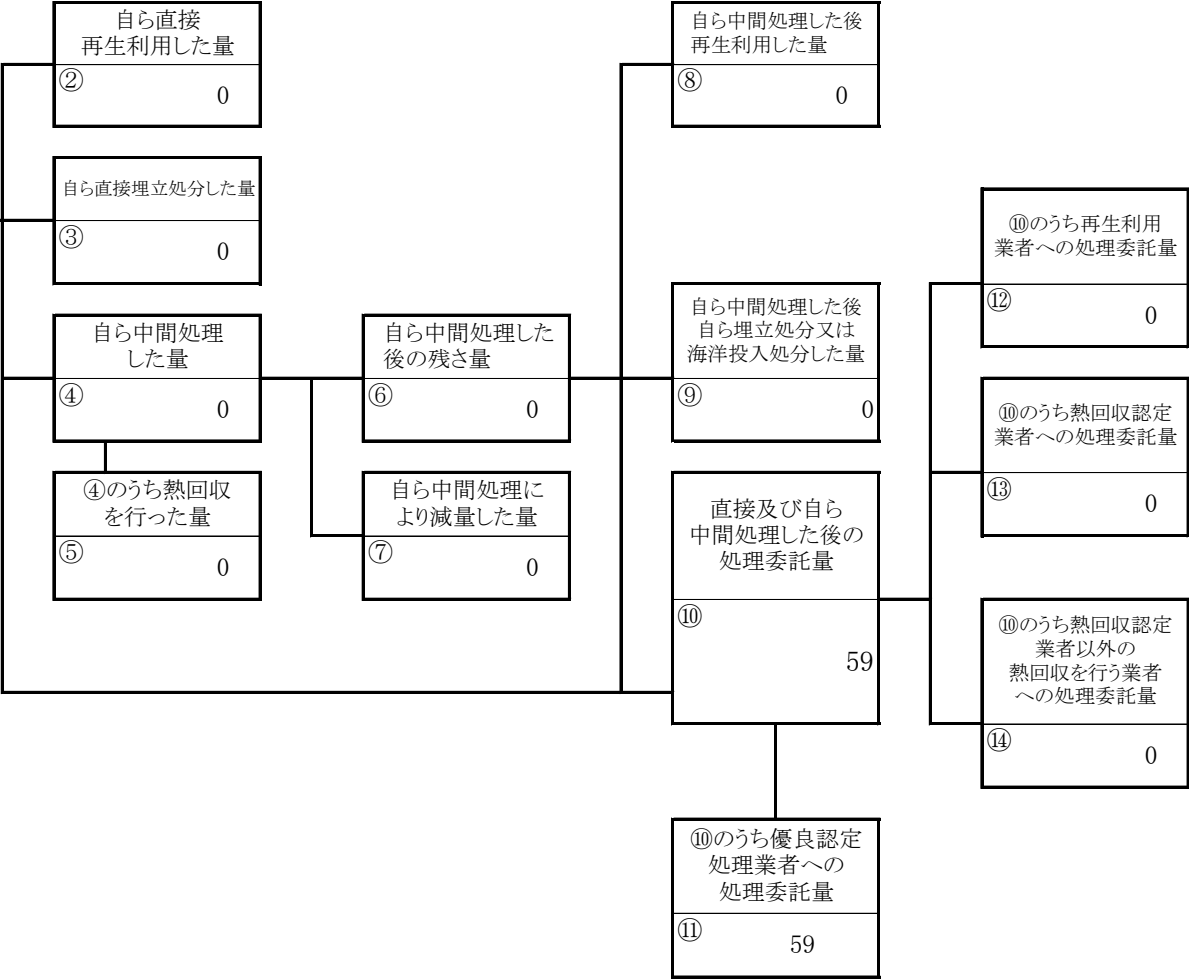 自ら直接
再生利用した量
②
0
自ら直接埋立処分した量
③
0
自ら中間処理
した量
④
0
④のうち熱回収
を行った量
⑤
0
自ら中間処理した
後の残さ量
⑥
0
自ら中間処理に
より減量した量
⑦
0
自ら中間処理した後
再生利用した量
⑧
0
自ら中間処理した後
自ら埋立処分又は
海洋投入処分した量
⑨
0
直接及び自ら
中間処理した後の
処理委託量
⑩
59
⑩のうち優良認定
処理業者への
処理委託量
⑪
59
⑩のうち再生利用
業者への処理委託量
⑫
0
⑩のうち熱回収認定
業者への処理委託量
⑬
0
⑩のうち熱回収認定
業者以外の
熱回収を行う業者
への処理委託量
⑭
0